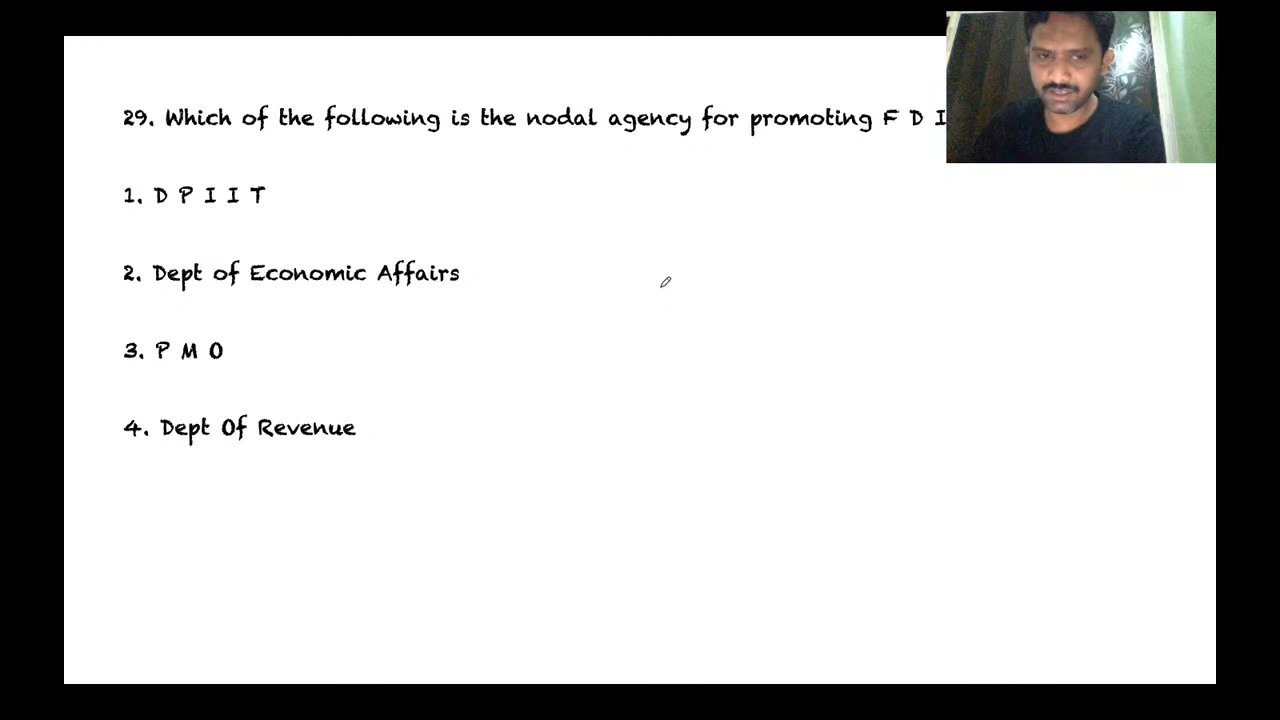 29. Which of the following is the nodal agency for promoting F D I
1. D P I I T
2. Dept of Economic Affairs
3. P M O
4. Dept Of Revenue